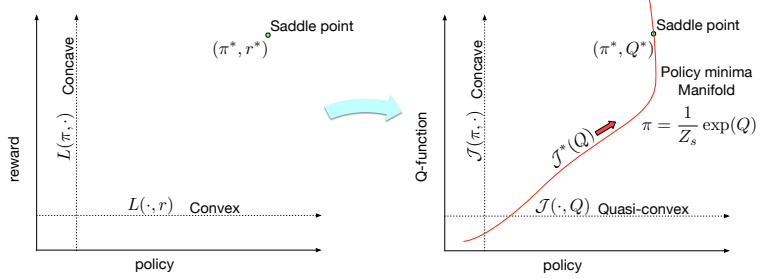 Saddle point
(π*, r*)
Concave
L(π, ·)
reward
L(·, r) Convex
policy
Saddle point
(π*, Q*)
Concave
Policy minima
Manifold
π = 1/Z_s exp(Q)
𝒥(π, ·)
𝒥*(Q)
Q-function
𝒥(·, Q) Quasi-convex
policy